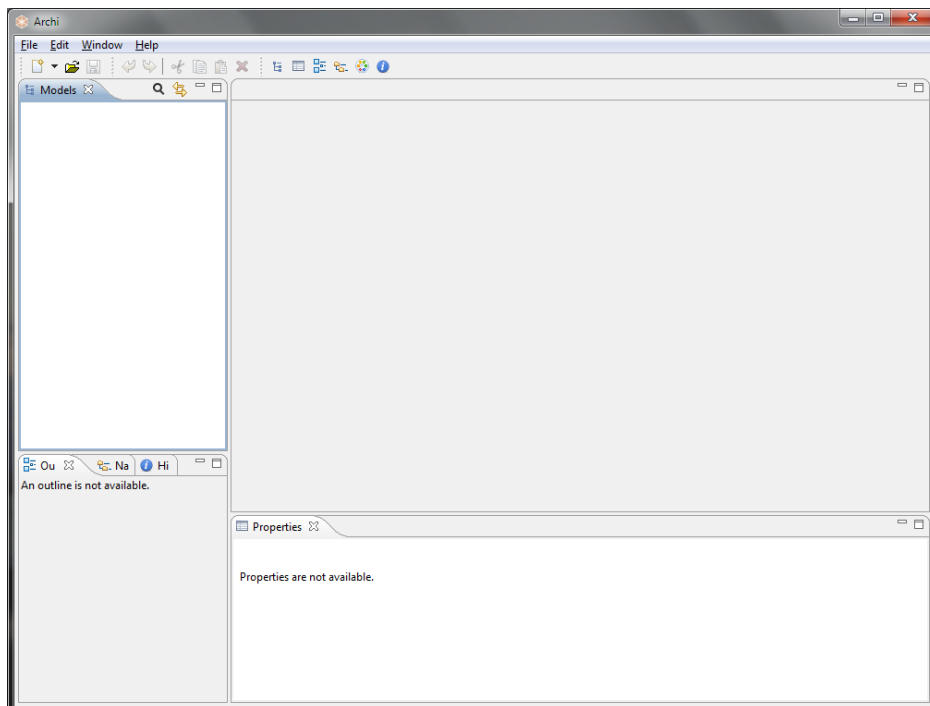 Archi
File Edit Window Help
Models
Ou Na Hi
An outline is not available.
Properties
Properties are not available.